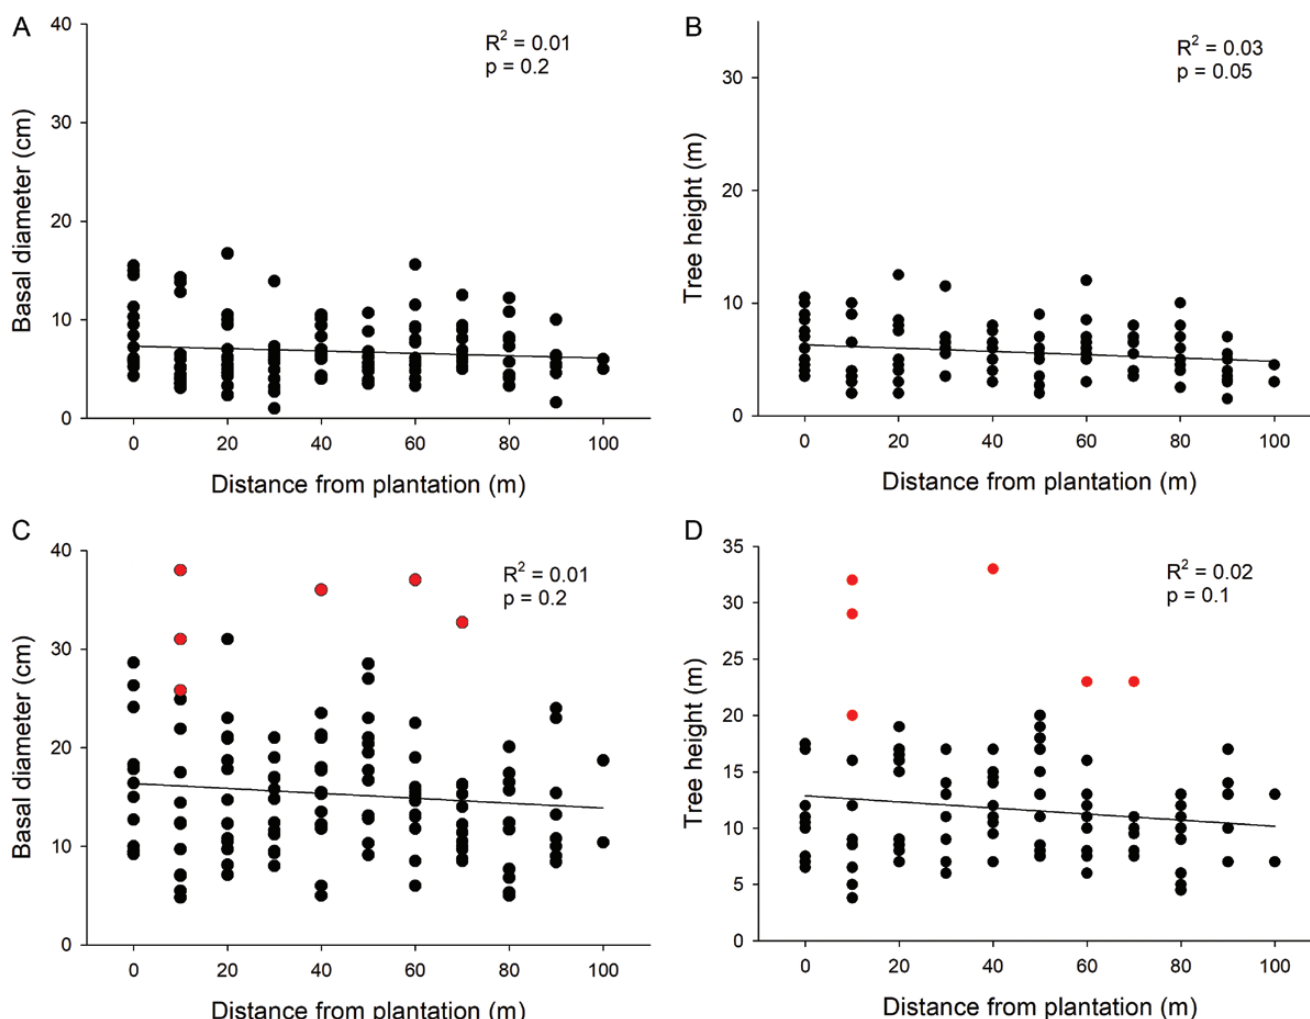 A
40
30
20
10
0
Basal diameter (cm)
R² = 0.01
p = 0.2
0 20 40 60 80 100
Distance from plantation (m)
B
30
20
10
0
Tree height (m)
R² = 0.03
p = 0.05
0 20 40 60 80 100
Distance from plantation (m)
C
40
30
20
10
0
Basal diameter (cm)
R² = 0.01
p = 0.2
0 20 40 60 80 100
Distance from plantation (m)
D
35
30
25
20
15
10
5
0
Tree height (m)
R² = 0.02
p = 0.1
0 20 40 60 80 100
Distance from plantation (m)